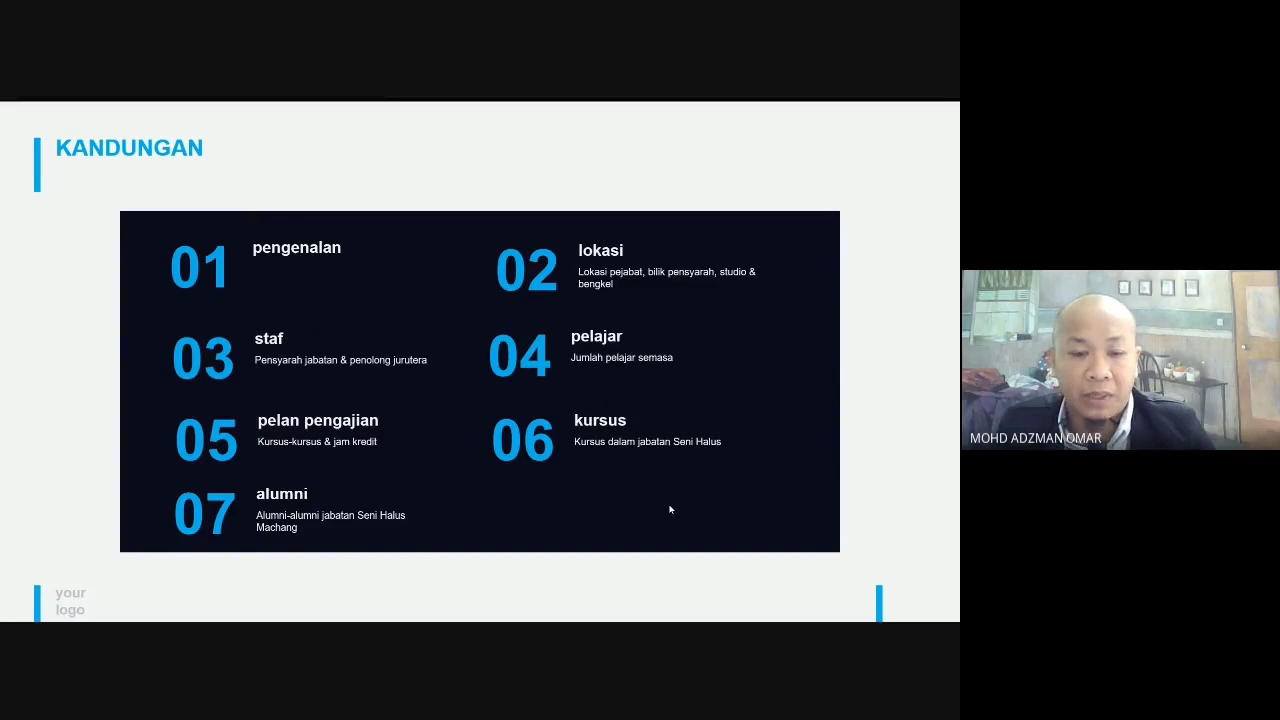 KANDUNGAN
01
pengenalan
02
lokasi
Lokasi pejabat, bilik pensyarah, studio &
bengkel
03
staf
Pensyarah jabatan & penolong jurutera
04
pelajar
Jumlah pelajar semasa
05
pelan pengajian
Kursus-kursus & jam kredit
06
kursus
Kursus dalam jabatan Seni Halus
07
alumni
Alumni-alumni jabatan Seni Halus
Machang
your
logo
MOHD ADZMAN OMAR